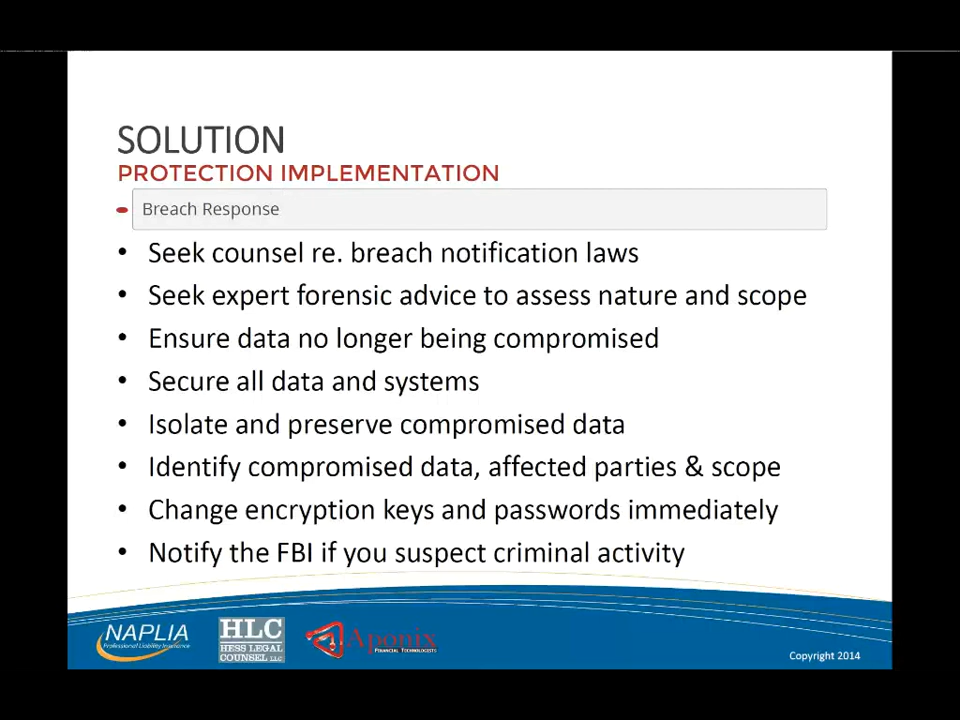 SOLUTION
PROTECTION IMPLEMENTATION
Breach Response
• Seek counsel re. breach notification laws
• Seek expert forensic advice to assess nature and scope
• Ensure data no longer being compromised
• Secure all data and systems
• Isolate and preserve compromised data
• Identify compromised data, affected parties & scope
• Change encryption keys and passwords immediately
• Notify the FBI if you suspect criminal activity
NAPLIA
Professional Liability Insurance
HLC
HESS LEGAL
COUNSEL LLC
Aponix
FINANCIAL TECHNOLOGISTS
Copyright 2014